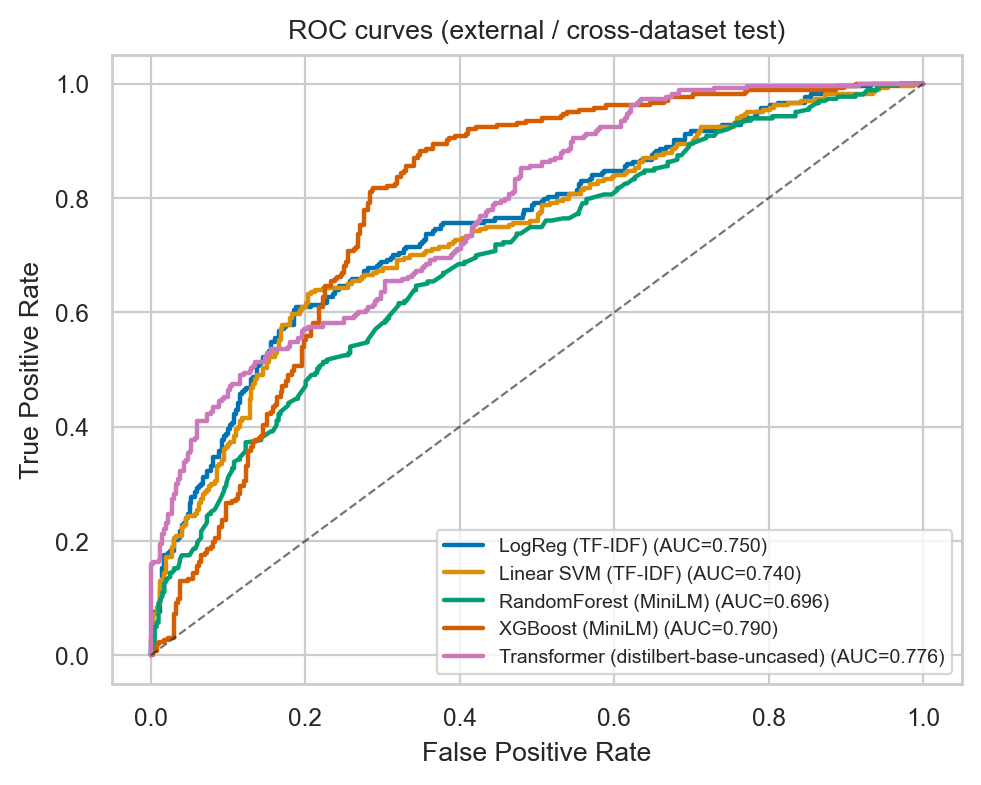 ROC curves (external / cross-dataset test)
True Positive Rate
1.0
0.8
0.6
0.4
0.2
0.0
LogReg (TF-IDF) (AUC=0.750)
Linear SVM (TF-IDF) (AUC=0.740)
RandomForest (MiniLM) (AUC=0.696)
XGBoost (MiniLM) (AUC=0.790)
Transformer (distilbert-base-uncased) (AUC=0.776)
0.0 0.2 0.4 0.6 0.8 1.0
False Positive Rate